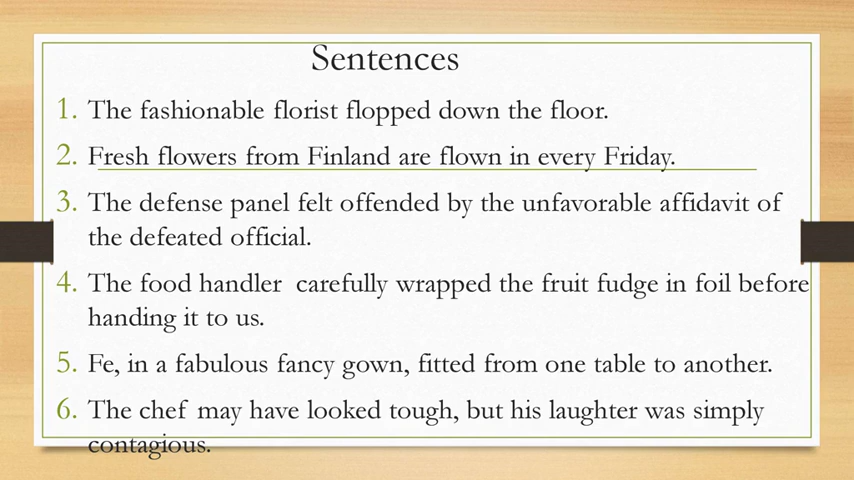 Sentences
1. The fashionable florist flopped down the floor.
2. Fresh flowers from Finland are flown in every Friday.
3. The defense panel felt offended by the unfavorable affidavit of
the defeated official.
4. The food handler  carefully wrapped the fruit fudge in foil before
handing it to us.
5. Fe, in a fabulous fancy gown, fitted from one table to another.
6. The chef may have looked tough, but his laughter was simply
contagious.